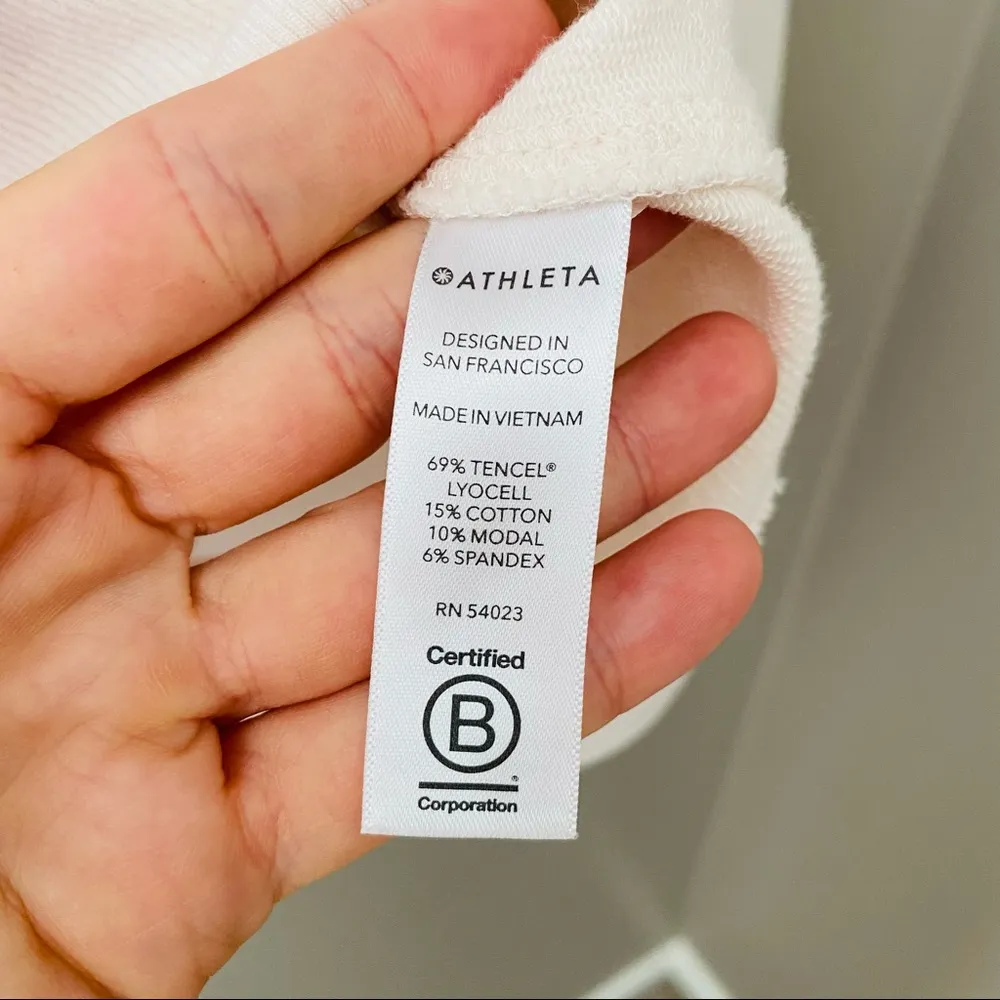 ATHLETA
DESIGNED IN
SAN FRANCISCO
MADE IN VIETNAM
69% TENCEL®
LYOCELL
15% COTTON
10% MODAL
6% SPANDEX
RN 54023
Certified
B
®
Corporation